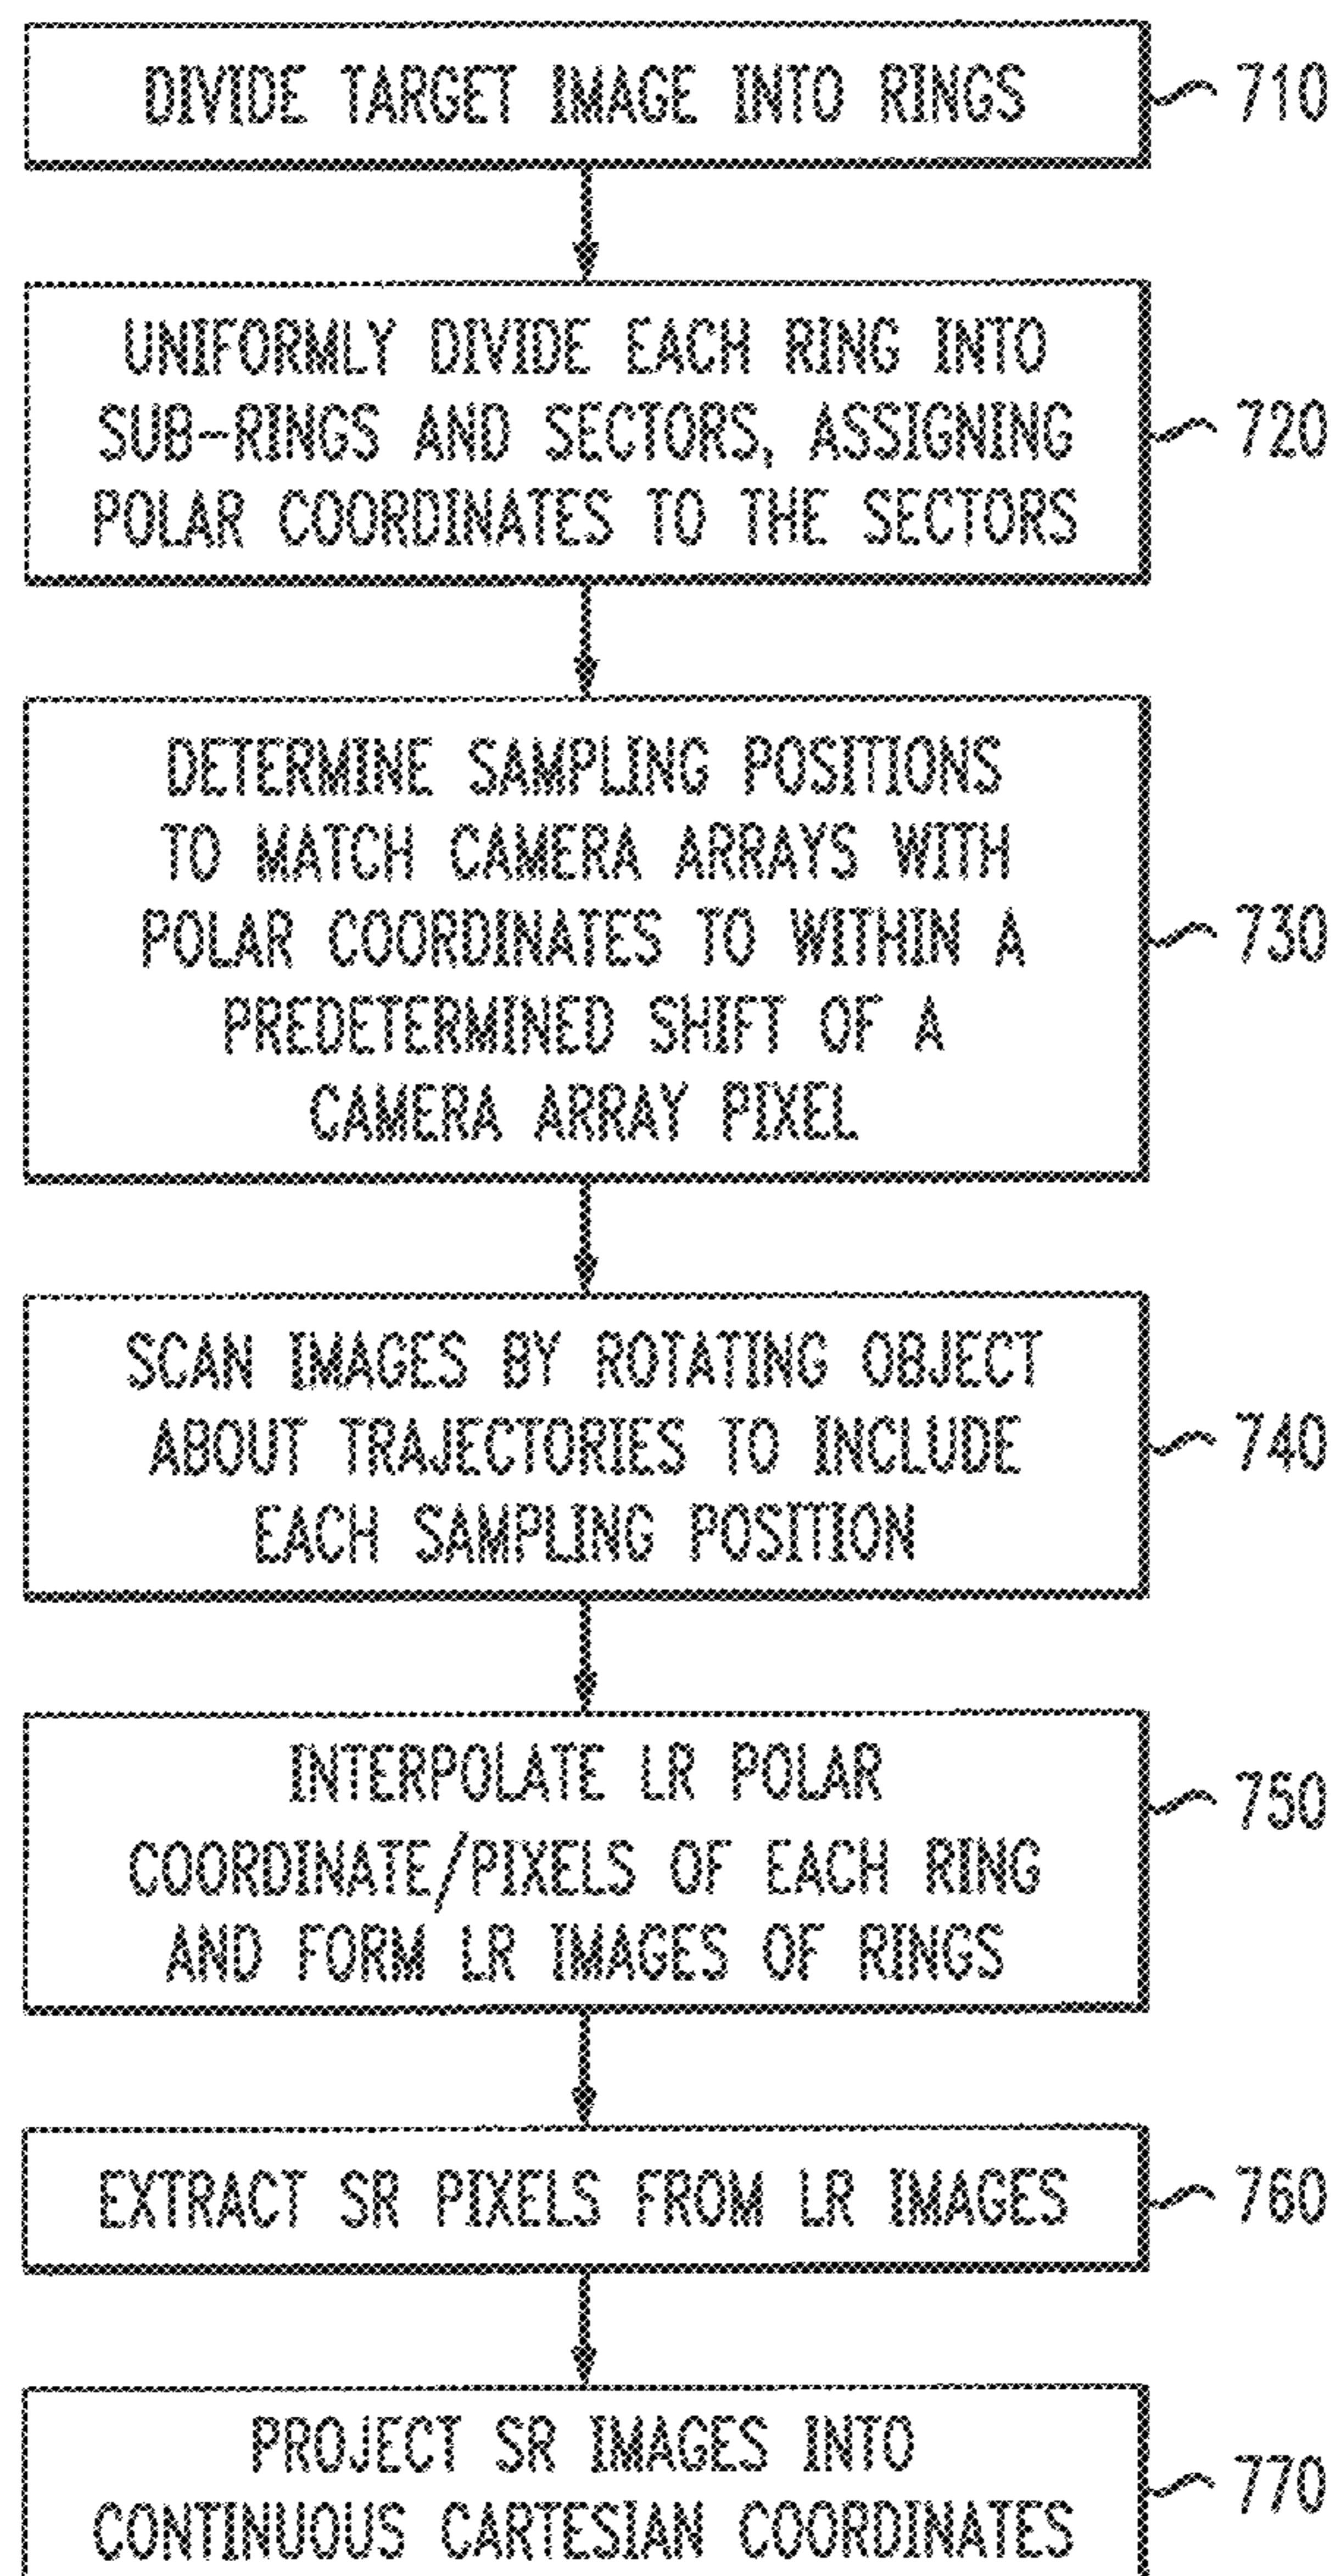 DIVIDE TARGET IMAGE INTO RINGS
710
UNIFORMLY DIVIDE EACH RING INTO
SUB-RINGS AND SECTORS, ASSIGNING
POLAR COORDINATES TO THE SECTORS
720
DETERMINE SAMPLING POSITIONS
TO MATCH CAMERA ARRAYS WITH
POLAR COORDINATES TO WITHIN A
PREDETERMINED SHIFT OF A
CAMERA ARRAY PIXEL
730
SCAN IMAGES BY ROTATING OBJECT
ABOUT TRAJECTORIES TO INCLUDE
EACH SAMPLING POSITION
740
INTERPOLATE LR POLAR
COORDINATE/PIXELS OF EACH RING
AND FORM LR IMAGES OF RINGS
750
EXTRACT SR PIXELS FROM LR IMAGES
760
PROJECT SR IMAGES INTO
CONTINUOUS CARTESIAN COORDINATES
770